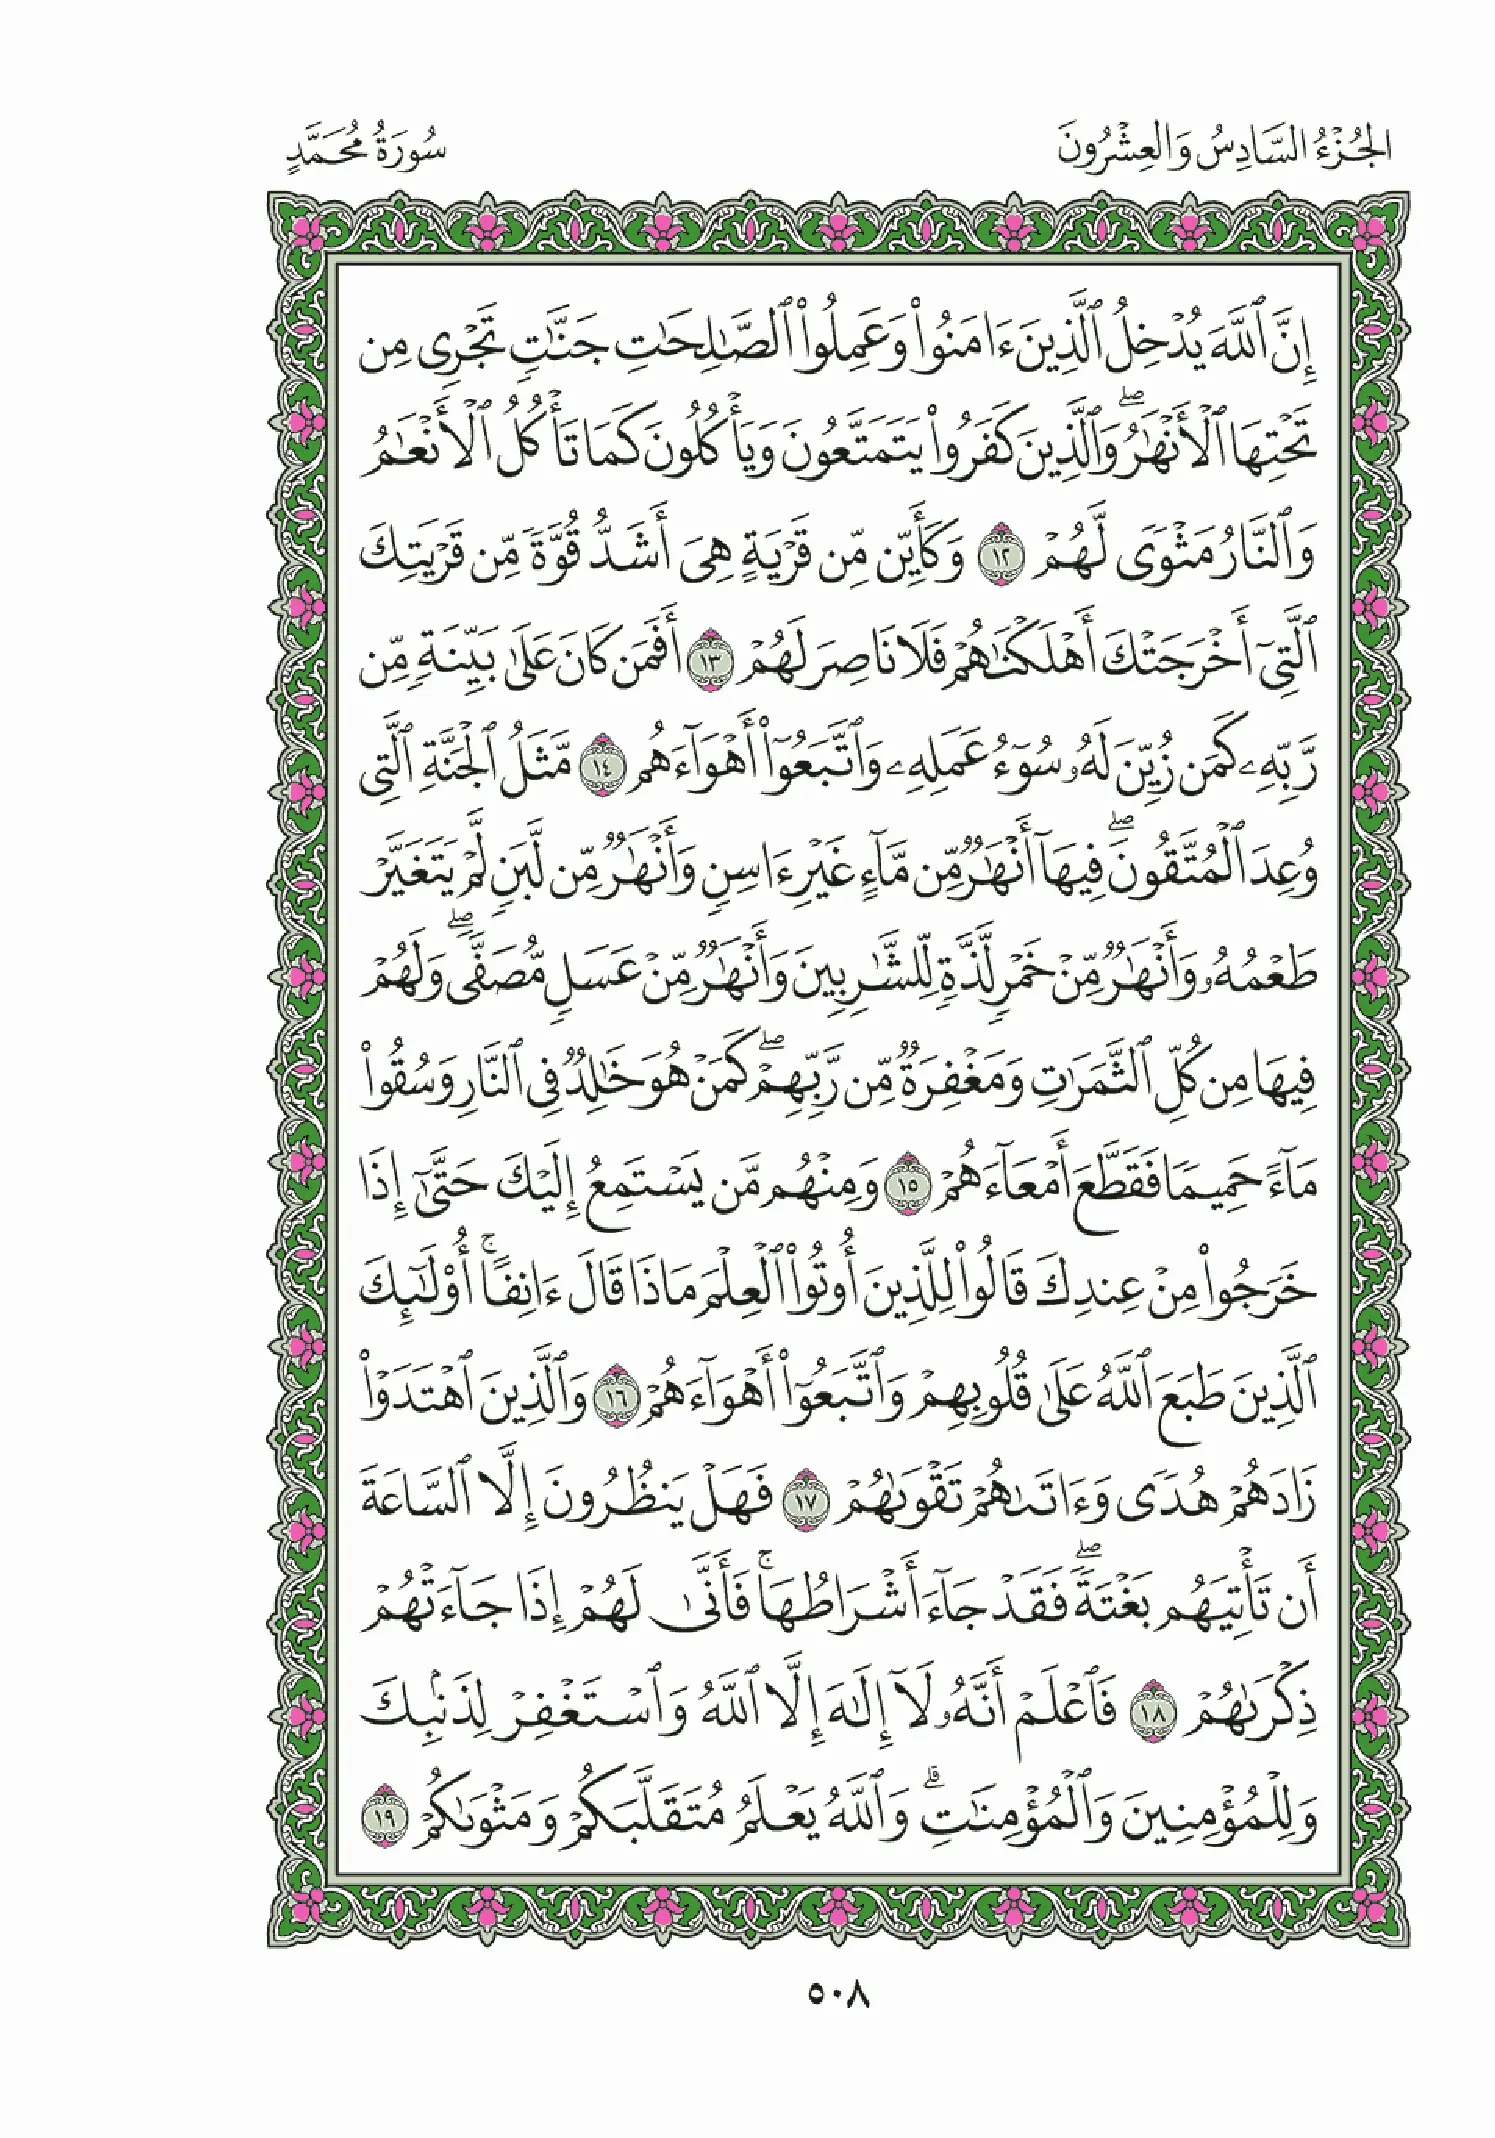 الجُزْءُ السَّادِسُ وَالعِشْرُونَ
سُورَةُ مُحَمَّدٍ
إِنَّ ٱللَّهَ يُدْخِلُ ٱلَّذِينَ ءَامَنُوا۟ وَعَمِلُوا۟ ٱلصَّـٰلِحَـٰتِ جَنَّـٰتٍ تَجْرِى مِن
تَحْتِهَا ٱلْأَنْهَـٰرُ ۖ وَٱلَّذِينَ كَفَرُوا۟ يَتَمَتَّعُونَ وَيَأْكُلُونَ كَمَا تَأْكُلُ ٱلْأَنْعَـٰمُ
وَٱلنَّارُ مَثْوًى لَّهُمْ ١٢ وَكَأَيِّن مِّن قَرْيَةٍ هِىَ أَشَدُّ قُوَّةً مِّن قَرْيَتِكَ
ٱلَّتِىٓ أَخْرَجَتْكَ أَهْلَكْنَـٰهُمْ فَلَا نَاصِرَ لَهُمْ ١٣ أَفَمَن كَانَ عَلَىٰ بَيِّنَةٍ مِّن
رَّبِّهِۦ كَمَن زُيِّنَ لَهُۥ سُوٓءُ عَمَلِهِۦ وَٱتَّبَعُوٓا۟ أَهْوَآءَهُم ١٤ مَّثَلُ ٱلْجَنَّةِ ٱلَّتِى
وُعِدَ ٱلْمُتَّقُونَ ۖ فِيهَآ أَنْهَـٰرٌ مِّن مَّآءٍ غَيْرِ ءَاسِنٍ وَأَنْهَـٰرٌ مِّن لَّبَنٍ لَّمْ يَتَغَيَّرْ
طَعْمُهُۥ وَأَنْهَـٰرٌ مِّنْ خَمْرٍ لَّذَّةٍ لِّلشَّـٰرِبِينَ وَأَنْهَـٰرٌ مِّنْ عَسَلٍ مُّصَفًّى ۖ وَلَهُمْ
فِيهَا مِن كُلِّ ٱلثَّمَرَٰتِ وَمَغْفِرَةٌ مِّن رَّبِّهِمْ ۖ كَمَنْ هُوَ خَـٰلِدٌ فِى ٱلنَّارِ وَسُقُوا۟
مَآءً حَمِيمًا فَقَطَّعَ أَمْعَآءَهُمْ ١٥ وَمِنْهُم مَّن يَسْتَمِعُ إِلَيْكَ حَتَّىٰٓ إِذَا
خَرَجُوا۟ مِنْ عِندِكَ قَالُوا۟ لِلَّذِينَ أُوتُوا۟ ٱلْعِلْمَ مَاذَا قَالَ ءَانِفًا ۚ أُو۟لَـٰٓئِكَ
ٱلَّذِينَ طَبَعَ ٱللَّهُ عَلَىٰ قُلُوبِهِمْ وَٱتَّبَعُوٓا۟ أَهْوَآءَهُمْ ١٦ وَٱلَّذِينَ ٱهْتَدَوْا۟
زَادَهُمْ هُدًى وَءَاتَىٰهُمْ تَقْوَىٰهُمْ ١٧ فَهَلْ يَنظُرُونَ إِلَّا ٱلسَّاعَةَ
أَن تَأْتِيَهُم بَغْتَةً ۖ فَقَدْ جَآءَ أَشْرَاطُهَا ۚ فَأَنَّىٰ لَهُمْ إِذَا جَآءَتْهُمْ
ذِكْرَىٰهُمْ ١٨ فَٱعْلَمْ أَنَّهُۥ لَآ إِلَـٰهَ إِلَّا ٱللَّهُ وَٱسْتَغْفِرْ لِذَنۢبِكَ
وَلِلْمُؤْمِنِينَ وَٱلْمُؤْمِنَـٰتِ ۗ وَٱللَّهُ يَعْلَمُ مُتَقَلَّبَكُمْ وَمَثْوَىٰكُمْ ١٩
٥٠٨